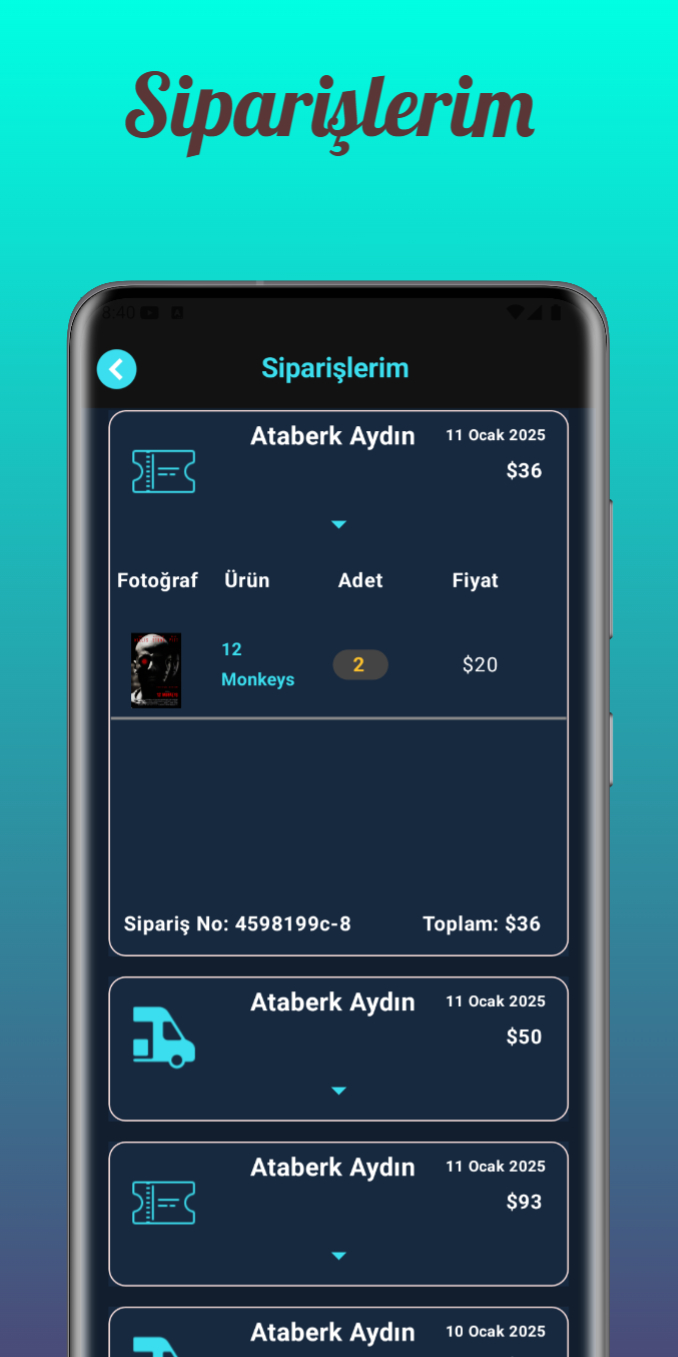 Siparişlerim
8:40
Siparişlerim
Ataberk Aydın 11 Ocak 2025
$36
Fotoğraf Ürün Adet Fiyat
12
Monkeys 2 $20
Sipariş No: 4598199c-8 Toplam: $36
Ataberk Aydın 11 Ocak 2025
$50
Ataberk Aydın 11 Ocak 2025
$93
Ataberk Aydın 10 Ocak 2025